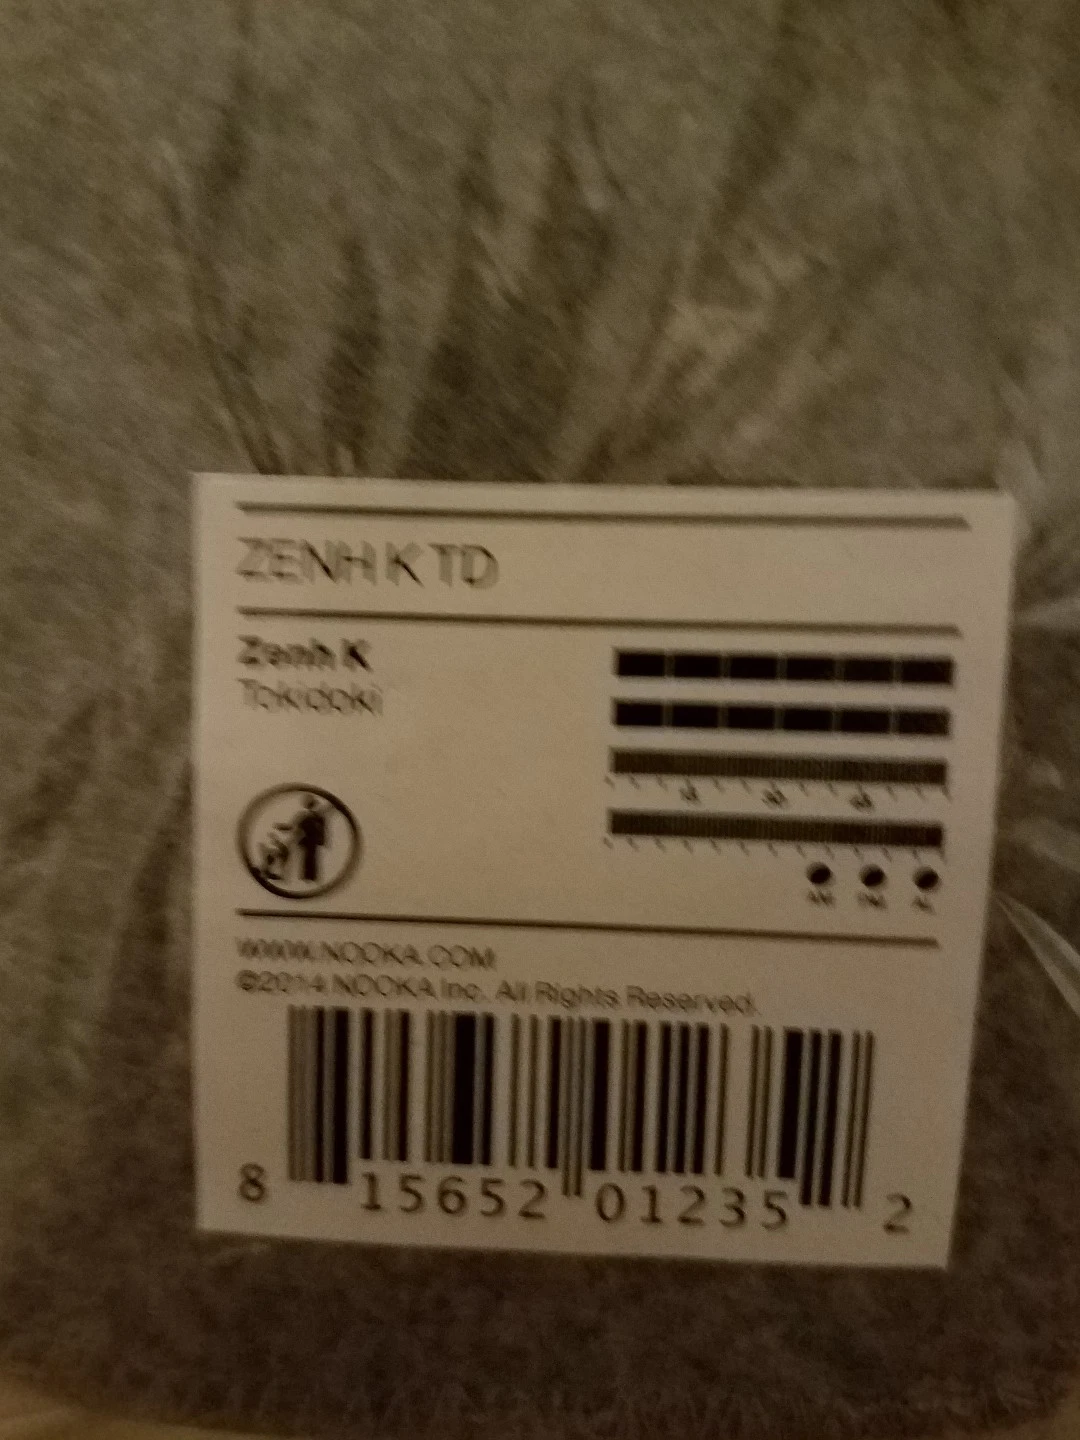 ZENH K TD
Zenh K
Tokidoki
WWW.NOOKA.COM
©2014 NOOKA Inc. All Rights Reserved.
8 15652 01235 2